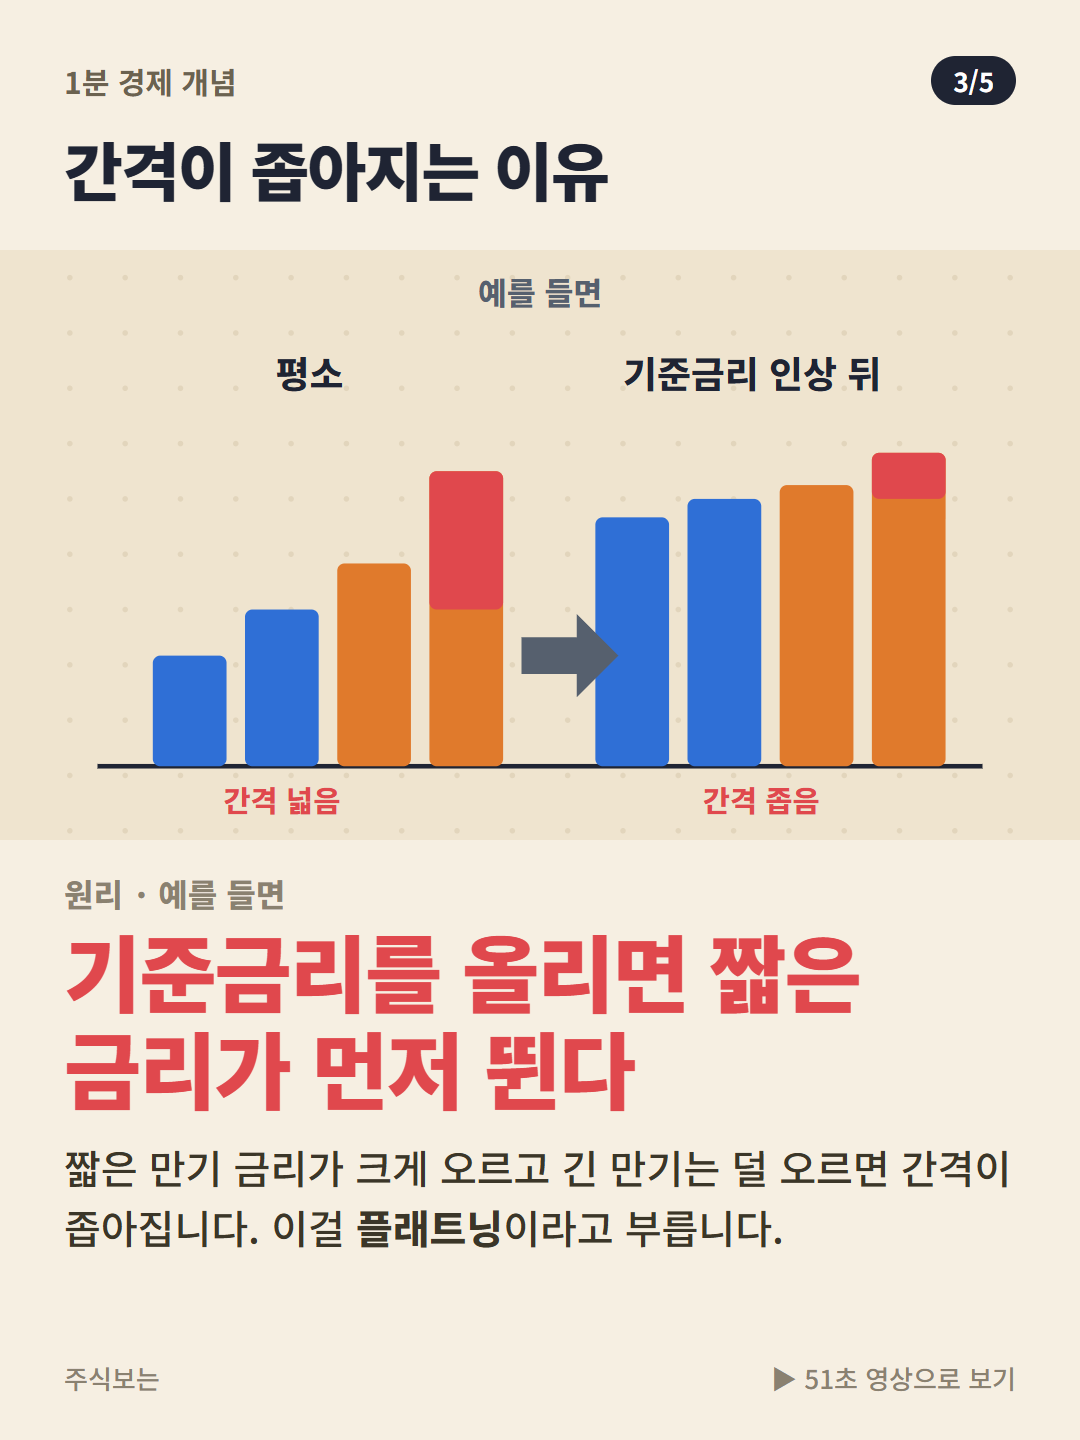 1분 경제 개념
3/5
간격이 좁아지는 이유
예를 들면
평소
기준금리 인상 뒤
간격 넓음
간격 좁음
원리 · 예를 들면
기준금리를 올리면 짧은
금리가 먼저 뛴다
짧은 만기 금리가 크게 오르고 긴 만기는 덜 오르면 간격이
좁아집니다. 이걸 플래트닝이라고 부릅니다.
주식보는
▶ 51초 영상으로 보기